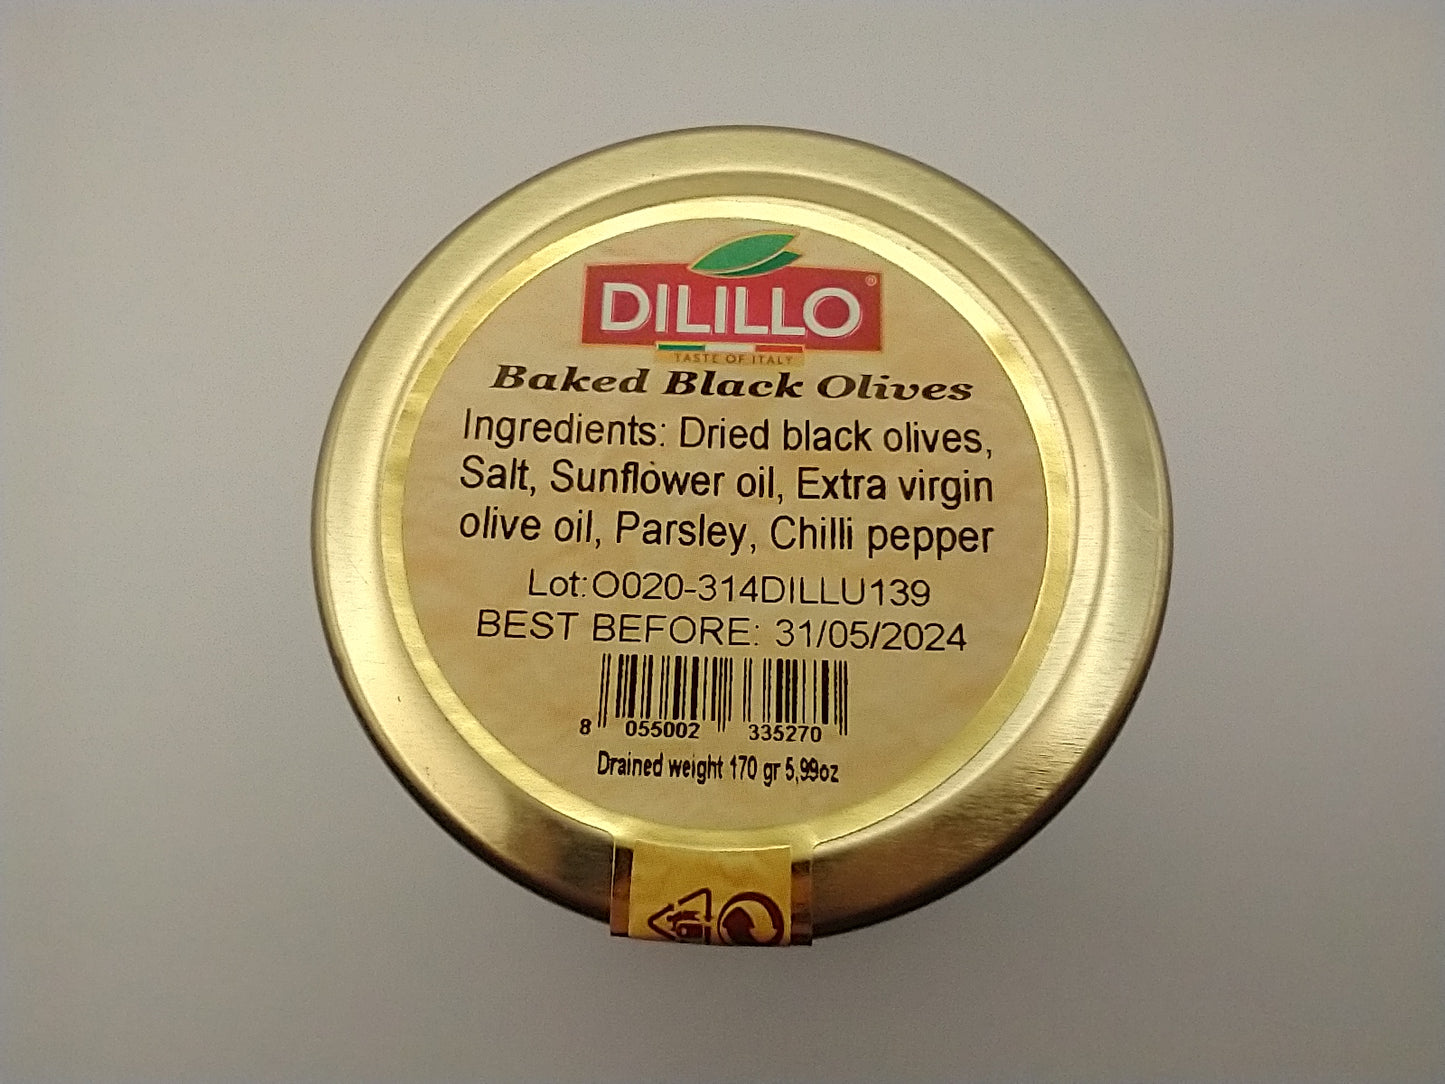 DILILLO®
TASTE OF ITALY
Baked Black Olives
Ingredients: Dried black olives,
Salt, Sunflower oil, Extra virgin
olive oil, Parsley, Chilli pepper
Lot:O020-314DILLU139
BEST BEFORE: 31/05/2024
8 055002 335270
Drained weight 170 gr 5,99oz